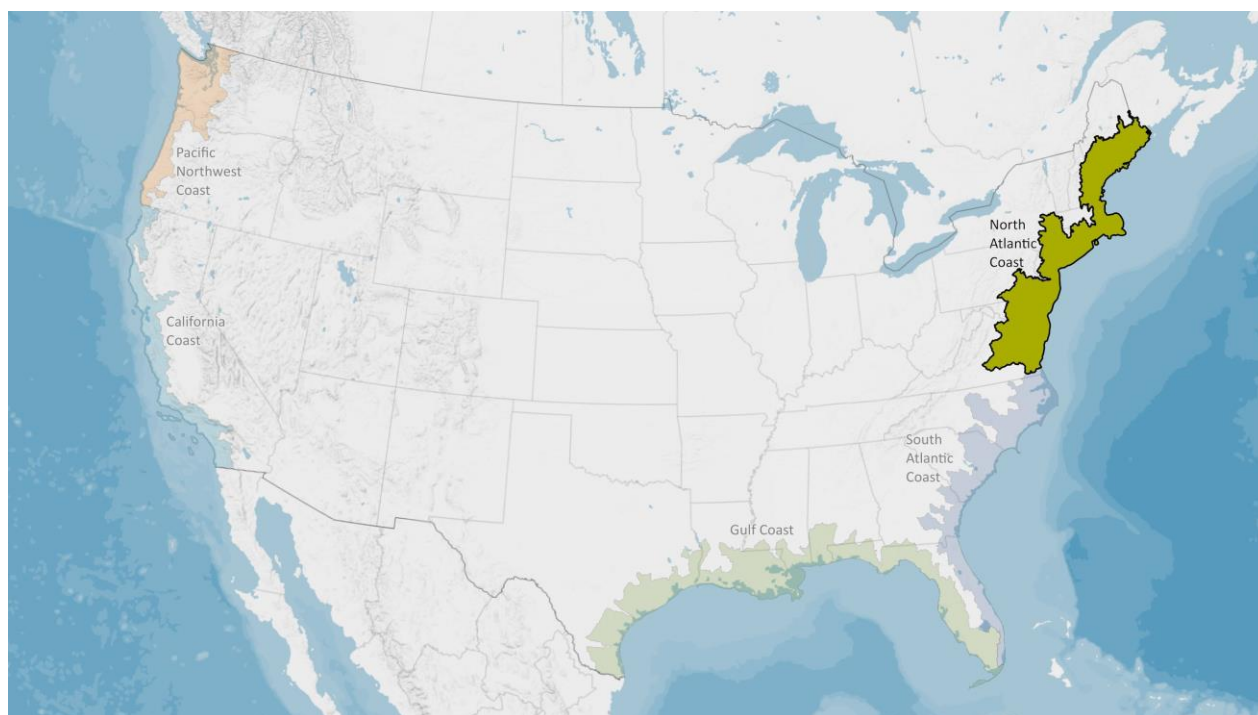 Pacific
Northwest
Coast
North
Atlantic
Coast
California
Coast
South
Atlantic
Coast
Gulf Coast